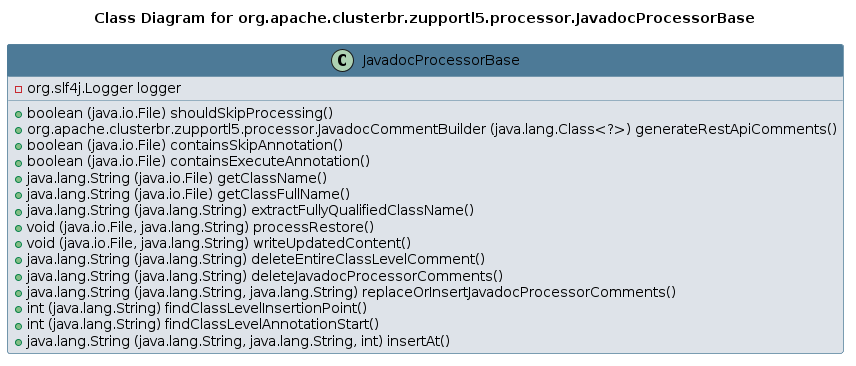 Class Diagram for org.apache.clusterbr.zupportl5.processor.JavadocProcessorBase
C JavadocProcessorBase
org.slf4j.Logger logger
boolean (java.io.File) shouldSkipProcessing()
org.apache.clusterbr.zupportl5.processor.JavadocCommentBuilder (java.lang.Class<?>) generateRestApiComments()
boolean (java.io.File) containsSkipAnnotation()
boolean (java.io.File) containsExecuteAnnotation()
java.lang.String (java.io.File) getClassName()
java.lang.String (java.io.File) getClassFullName()
java.lang.String (java.lang.String) extractFullyQualifiedClassName()
void (java.io.File, java.lang.String) processRestore()
void (java.io.File, java.lang.String) writeUpdatedContent()
java.lang.String (java.lang.String) deleteEntireClassLevelComment()
java.lang.String (java.lang.String) deleteJavadocProcessorComments()
java.lang.String (java.lang.String, java.lang.String) replaceOrInsertJavadocProcessorComments()
int (java.lang.String) findClassLevelInsertionPoint()
int (java.lang.String) findClassLevelAnnotationStart()
java.lang.String (java.lang.String, java.lang.String, int) insertAt()